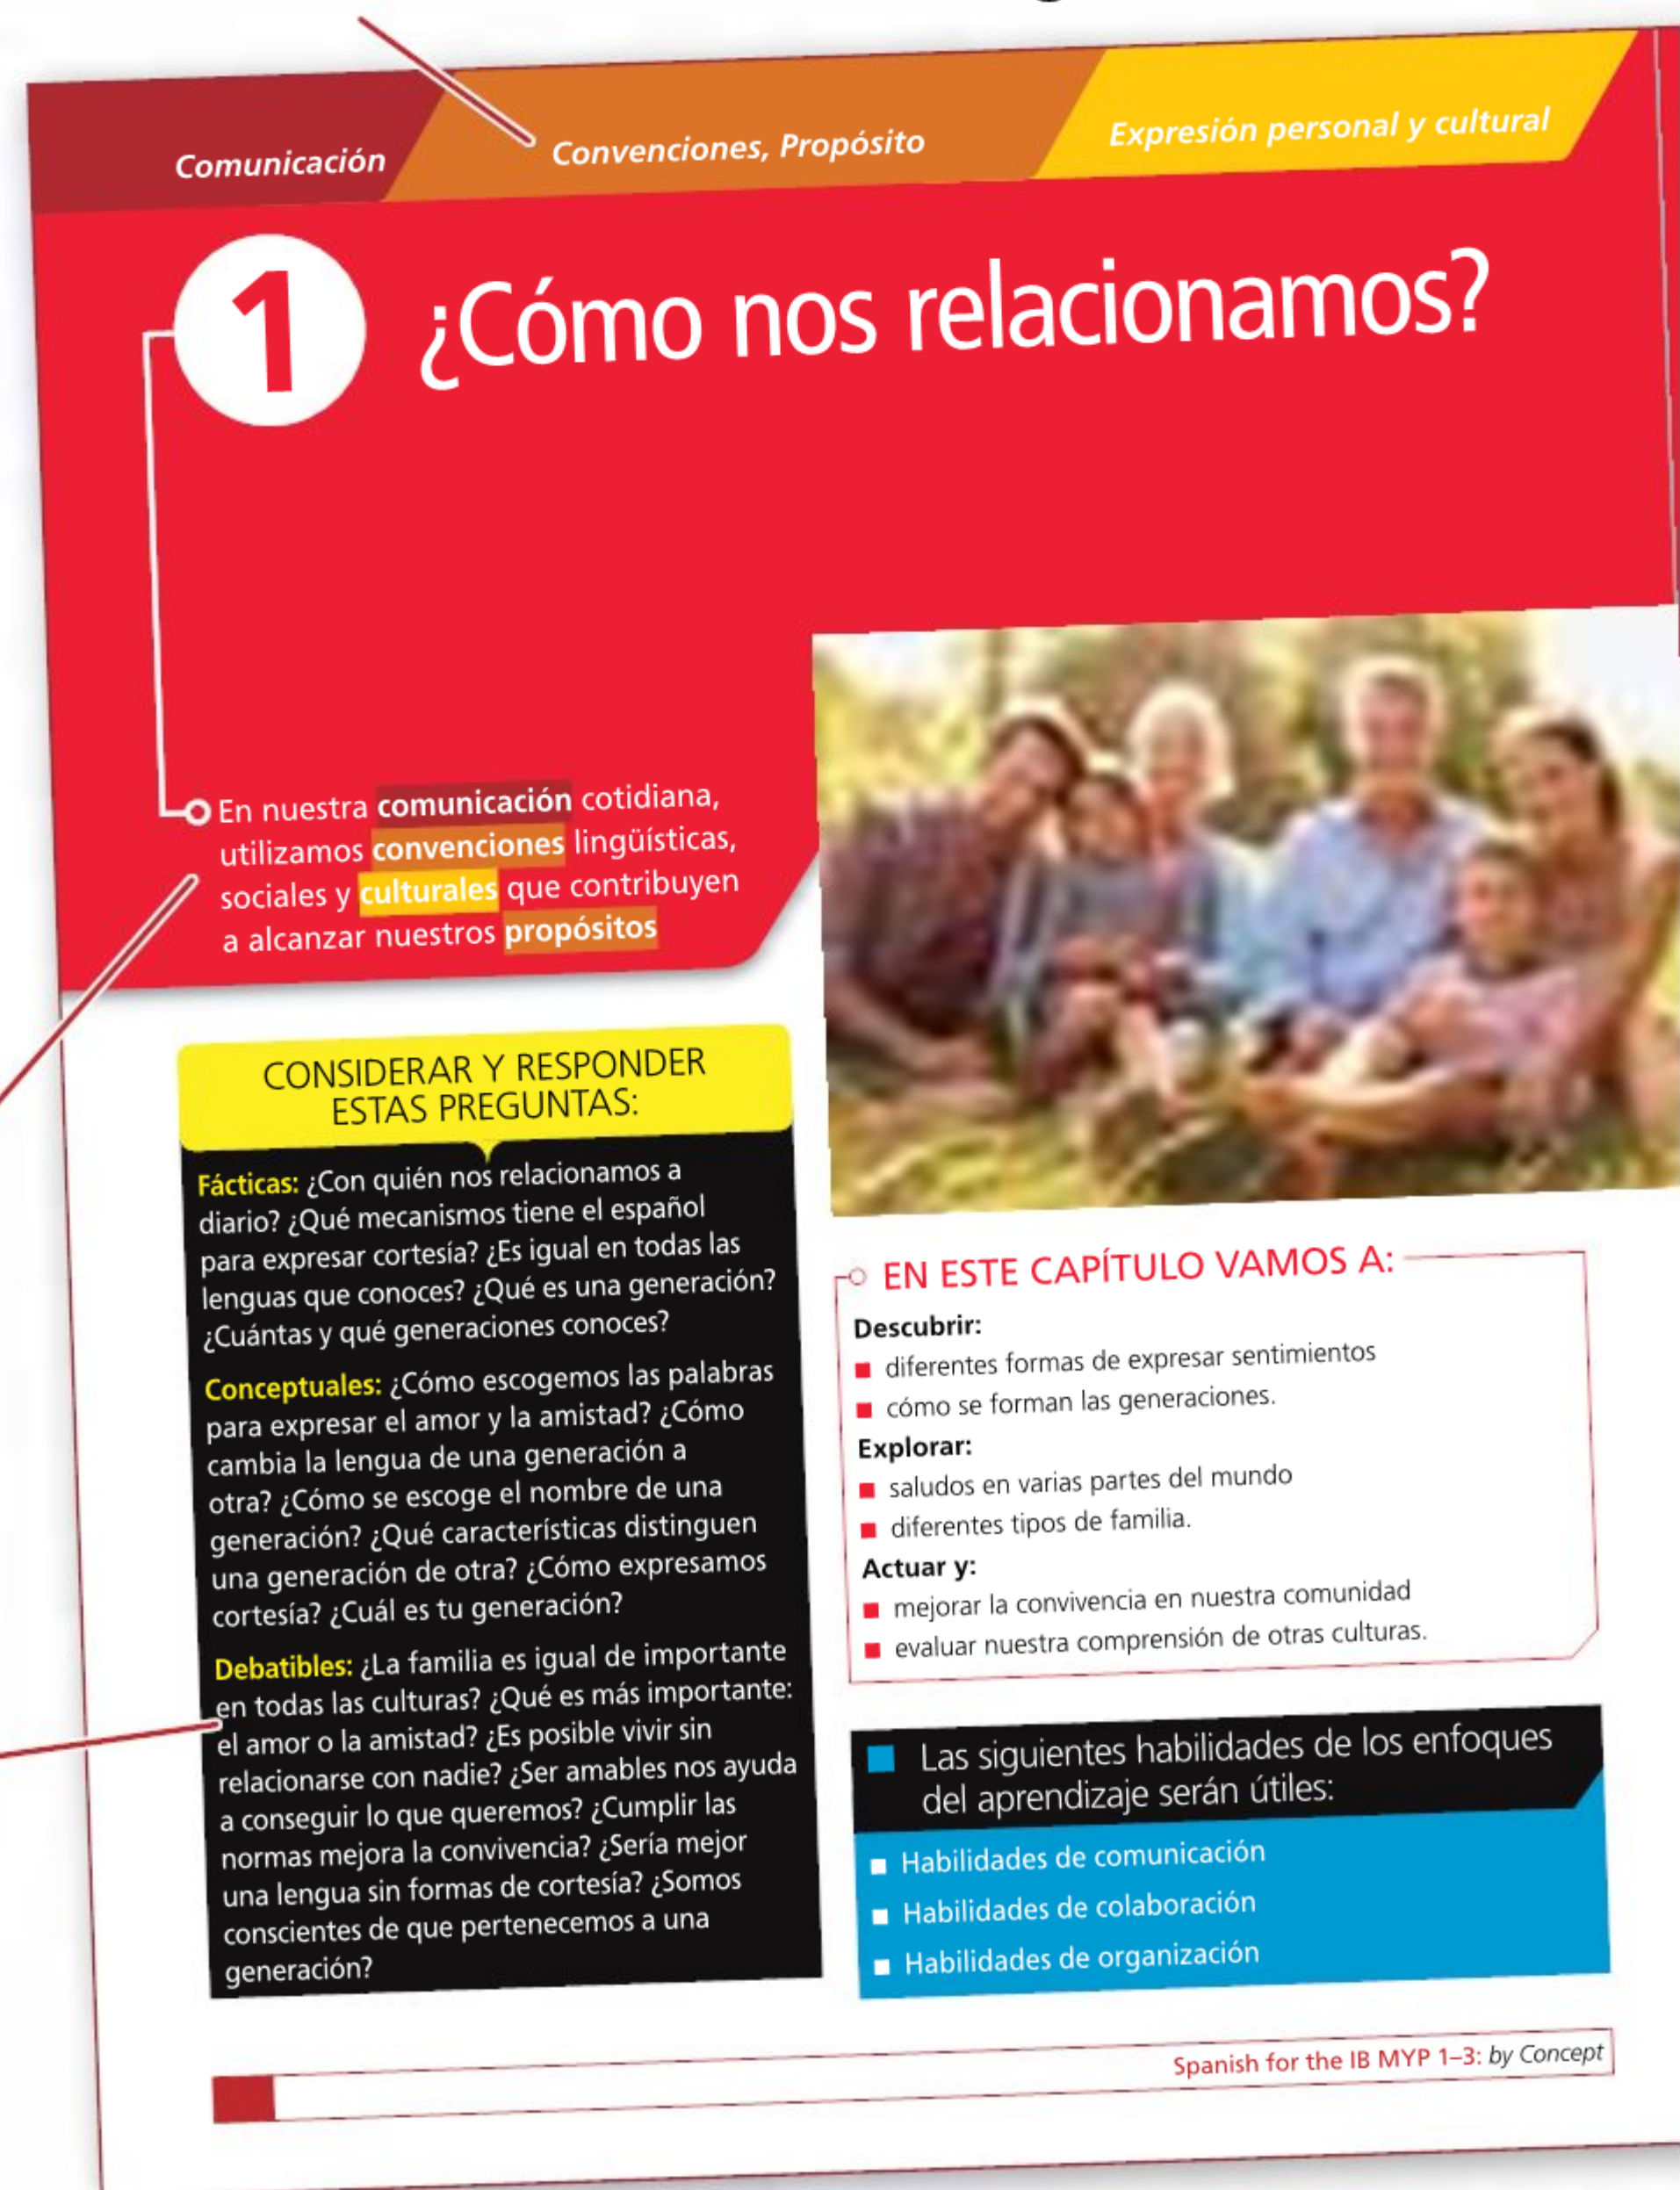 Comunicación
Convenciones, Propósito
Expresión personal y cultural
1
¿Cómo nos relacionamos?
En nuestra comunicación cotidiana,
utilizamos convenciones lingüísticas,
sociales y culturales que contribuyen
a alcanzar nuestros propósitos
CONSIDERAR Y RESPONDER
ESTAS PREGUNTAS:
Fácticas: ¿Con quién nos relacionamos a
diario? ¿Qué mecanismos tiene el español
para expresar cortesía? ¿Es igual en todas las
lenguas que conoces? ¿Qué es una generación?
¿Cuántas y qué generaciones conoces?
Conceptuales: ¿Cómo escogemos las palabras
para expresar el amor y la amistad? ¿Cómo
cambia la lengua de una generación a
otra? ¿Cómo se escoge el nombre de una
generación? ¿Qué características distinguen
una generación de otra? ¿Cómo expresamos
cortesía? ¿Cuál es tu generación?
Debatibles: ¿La familia es igual de importante
en todas las culturas? ¿Qué es más importante:
el amor o la amistad? ¿Es posible vivir sin
relacionarse con nadie? ¿Ser amables nos ayuda
a conseguir lo que queremos? ¿Cumplir las
normas mejora la convivencia? ¿Sería mejor
una lengua sin formas de cortesía? ¿Somos
conscientes de que pertenecemos a una
generación?
EN ESTE CAPÍTULO VAMOS A:
Descubrir:
■ diferentes formas de expresar sentimientos
■ cómo se forman las generaciones.
Explorar:
■ saludos en varias partes del mundo
■ diferentes tipos de familia.
Actuar y:
■ mejorar la convivencia en nuestra comunidad
■ evaluar nuestra comprensión de otras culturas.
■ Las siguientes habilidades de los enfoques
del aprendizaje serán útiles:
■ Habilidades de comunicación
■ Habilidades de colaboración
■ Habilidades de organización
Spanish for the IB MYP 1–3: by Concept